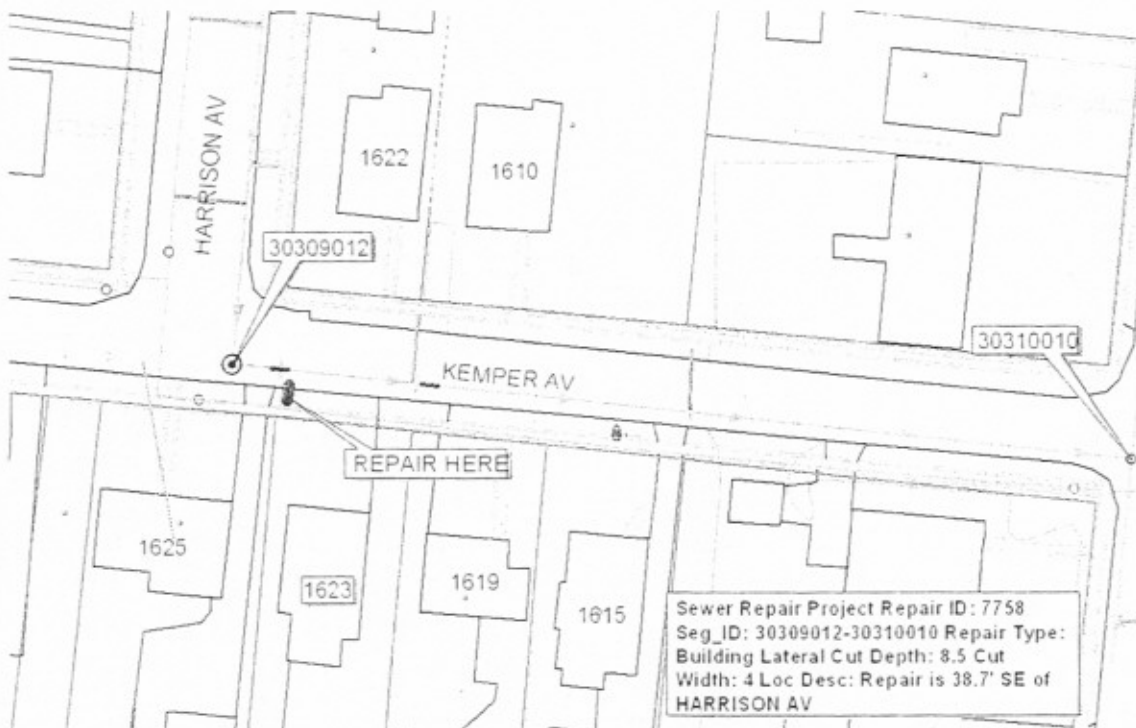 HARRISON AV
1622
1610
30309012
30310010
KEMPER AV
REPAIR HERE
1625
1623
1619
1615
Sewer Repair Project Repair ID: 7758
Seg_ID: 30309012-30310010 Repair Type:
Building Lateral Cut Depth: 8.5 Cut
Width: 4 Loc Desc: Repair is 38.7' SE of
HARRISON AV